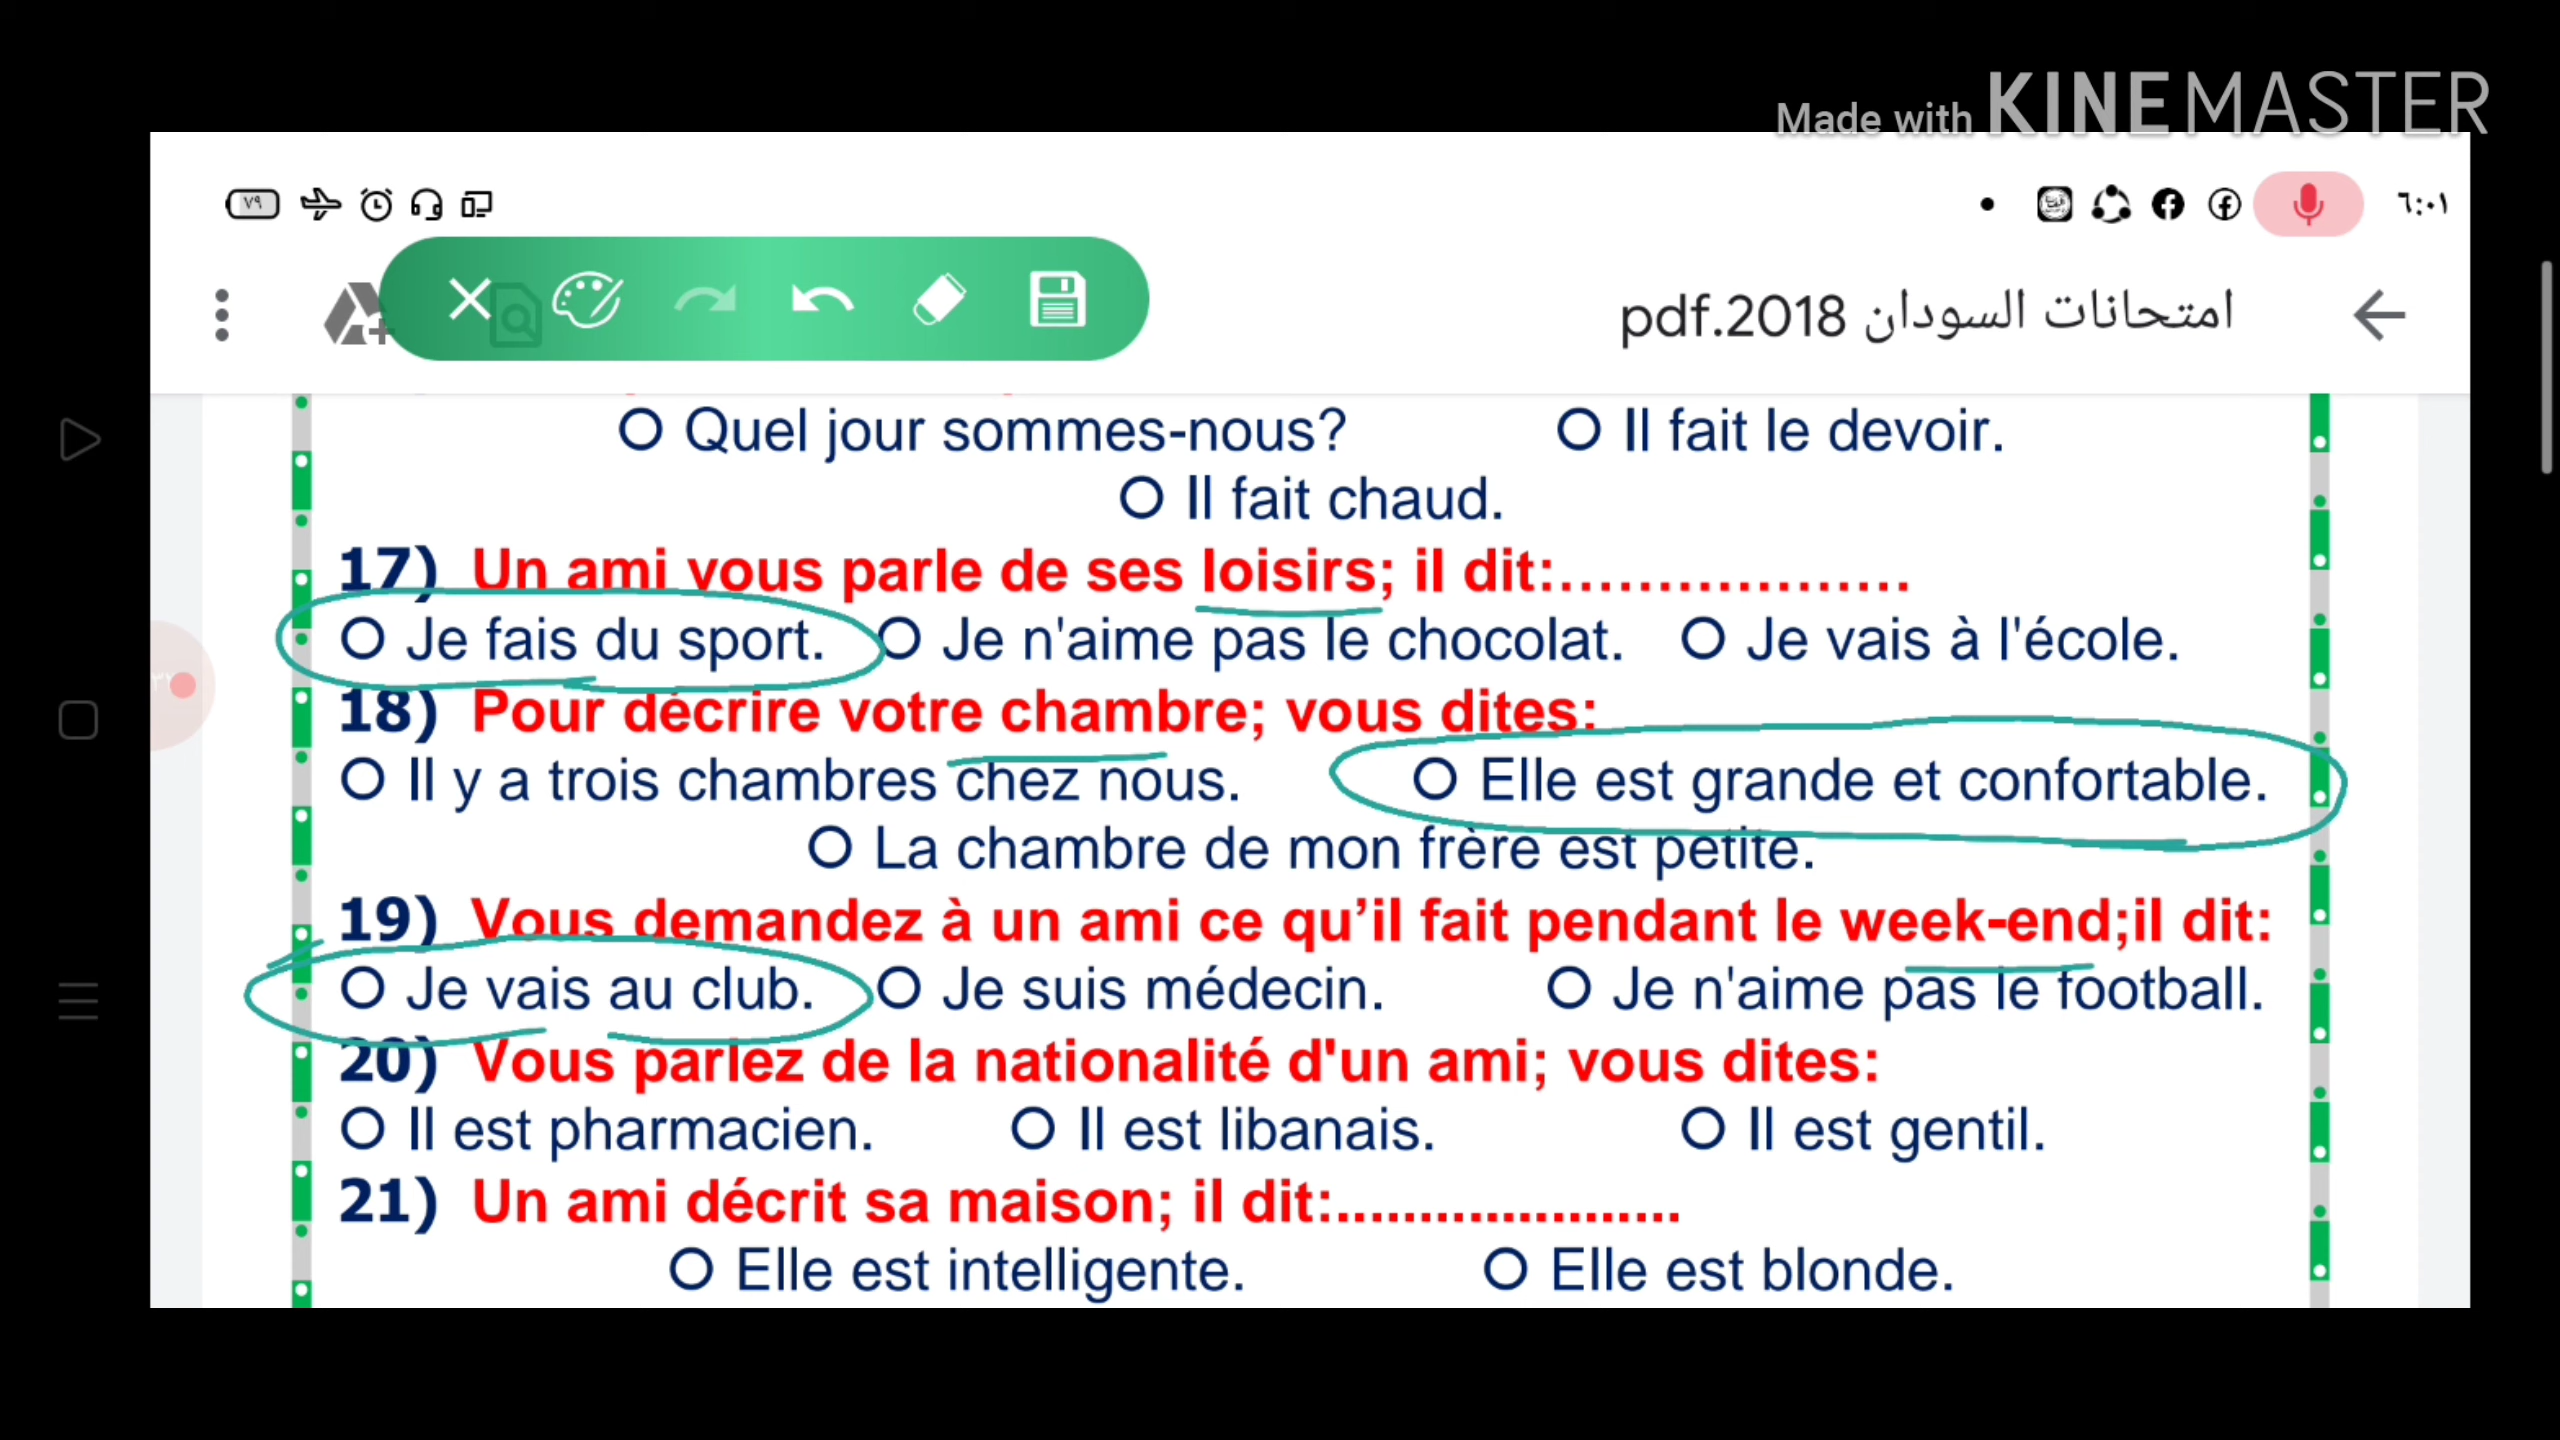 Made with KINEMASTER
٧٩
٦:٠١
امتحانات السودان 2018.pdf
O Quel jour sommes-nous? O Il fait le devoir.
O Il fait chaud.
17) Un ami vous parle de ses loisirs; il dit:..................
O Je fais du sport. O Je n'aime pas le chocolat. O Je vais à l'école.
18) Pour décrire votre chambre; vous dites:
O Il y a trois chambres chez nous. O Elle est grande et confortable.
O La chambre de mon frère est petite.
19) Vous demandez à un ami ce qu’il fait pendant le week-end;il dit:
O Je vais au club. O Je suis médecin. O Je n'aime pas le football.
20) Vous parlez de la nationalité d'un ami; vous dites:
O Il est pharmacien. O Il est libanais. O Il est gentil.
21) Un ami décrit sa maison; il dit:.....................
O Elle est intelligente. O Elle est blonde.